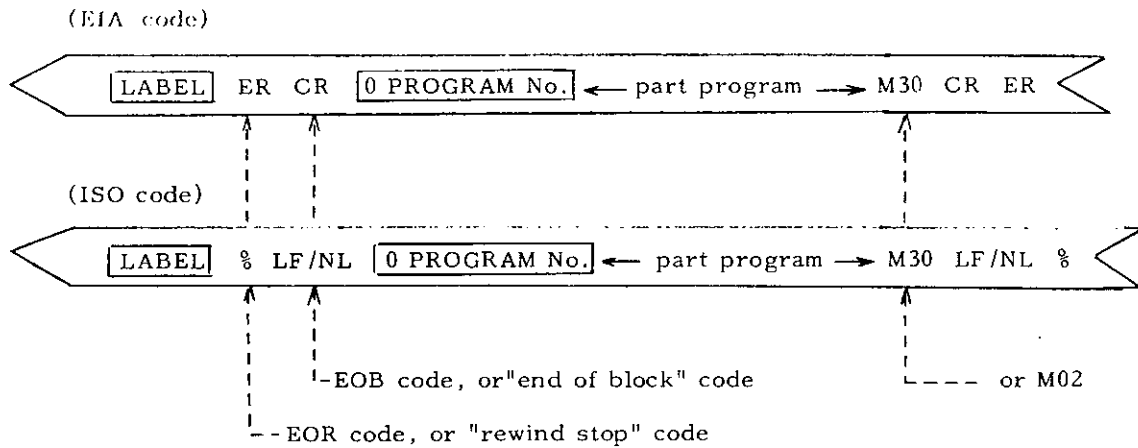 (EIA code)
LABEL ER CR 0 PROGRAM No. part program M30 CR ER
(ISO code)
LABEL % LF/NL 0 PROGRAM No. part program M30 LF/NL %
EOB code, or"end of block" code
or M02
EOR code, or "rewind stop" code